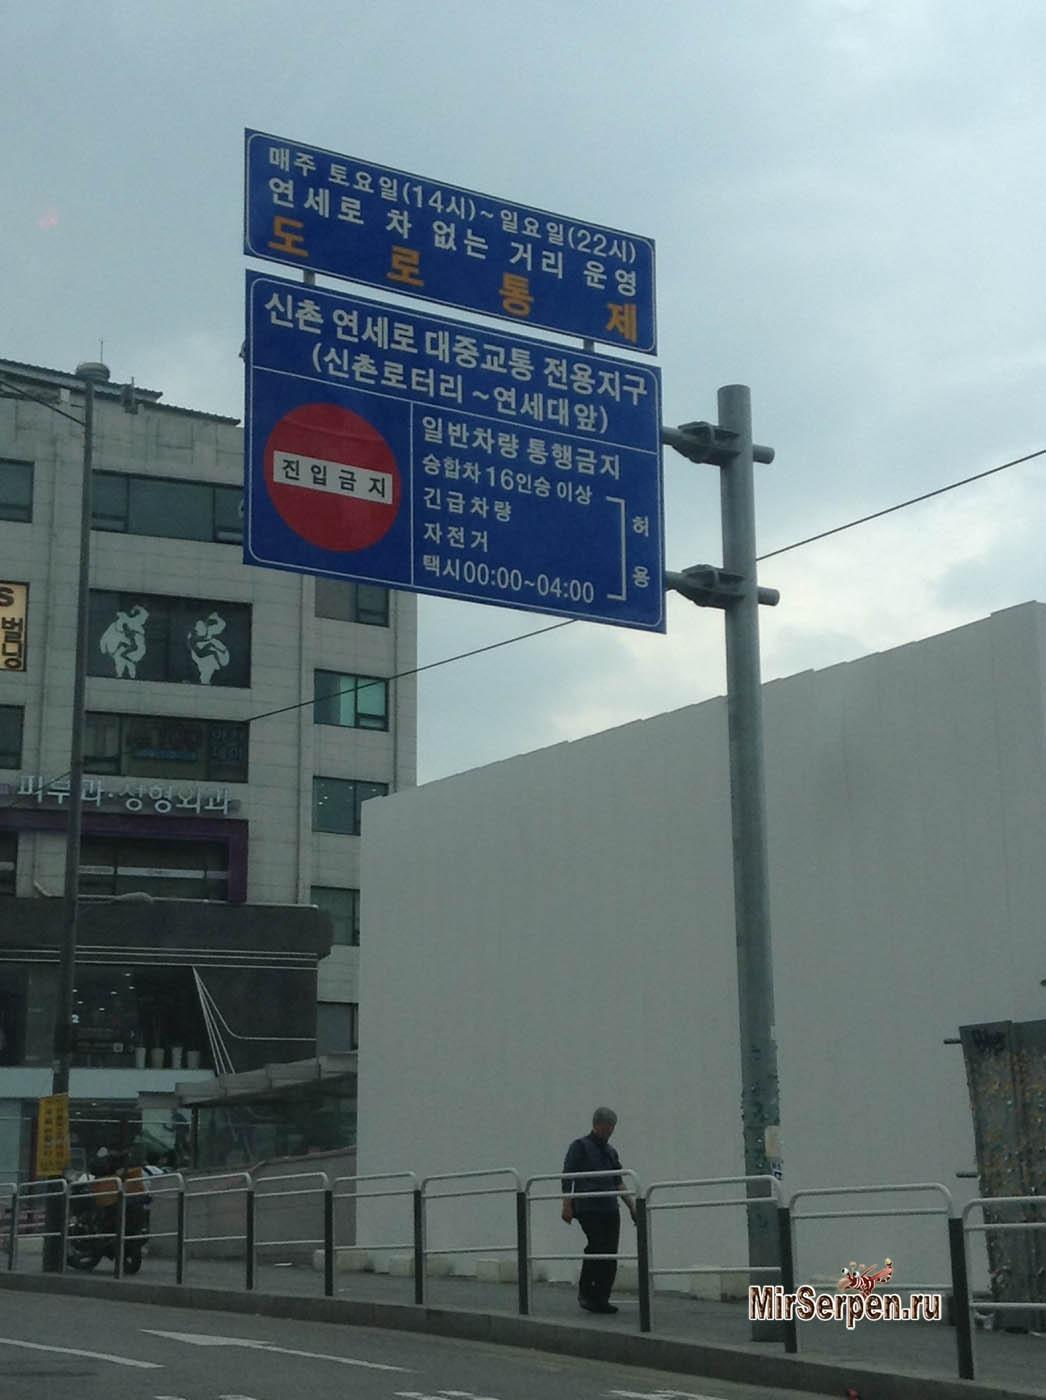 매주 토요일(14시)~일요일(22시)
연세로 차 없는 거리 운영
도로통제
신촌 연세로 대중교통 전용지구
(신촌로터리~연세대앞)
진입금지
일반차량 통행금지
승합차16인승 이상
긴급차량
자전거
택시00:00~04:00
허용
피부과·성형외과
MirSerpen.ru